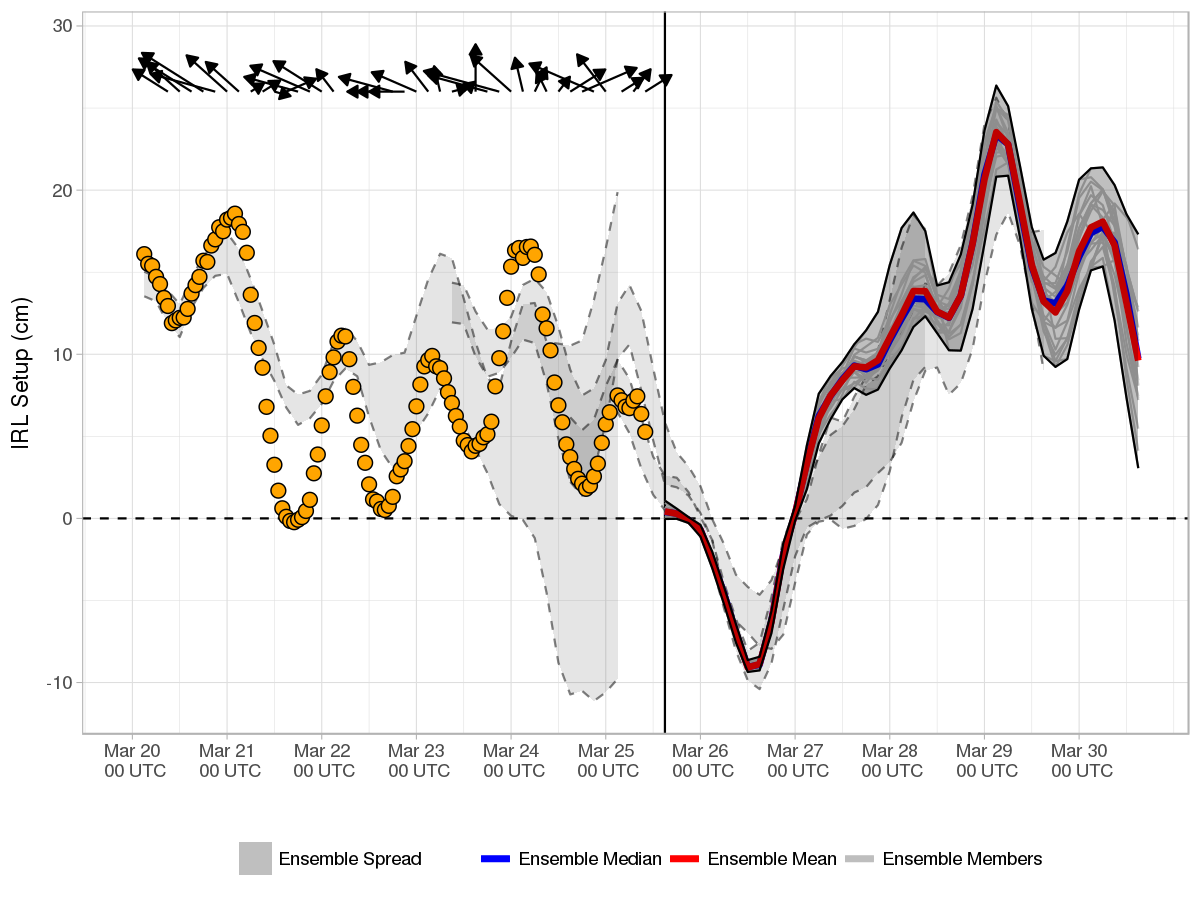 30
20
10
0
-10
IRL Setup (cm)
Mar 20 Mar 21 Mar 22 Mar 23 Mar 24 Mar 25 Mar 26 Mar 27 Mar 28 Mar 29 Mar 30
00 UTC 00 UTC 00 UTC 00 UTC 00 UTC 00 UTC 00 UTC 00 UTC 00 UTC 00 UTC 00 UTC
Ensemble Spread Ensemble Median Ensemble Mean Ensemble Members